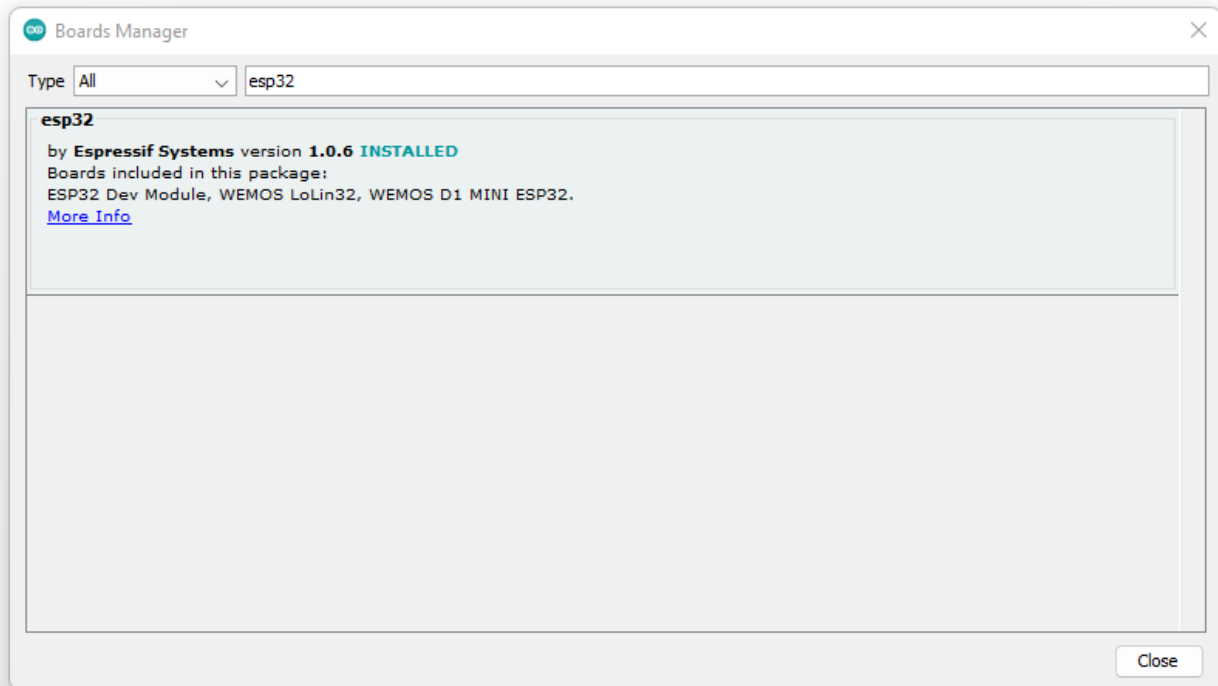 Boards Manager
Type All esp32
esp32
by Espressif Systems version 1.0.6 INSTALLED
Boards included in this package:
ESP32 Dev Module, WEMOS LoLin32, WEMOS D1 MINI ESP32.
More Info
Close